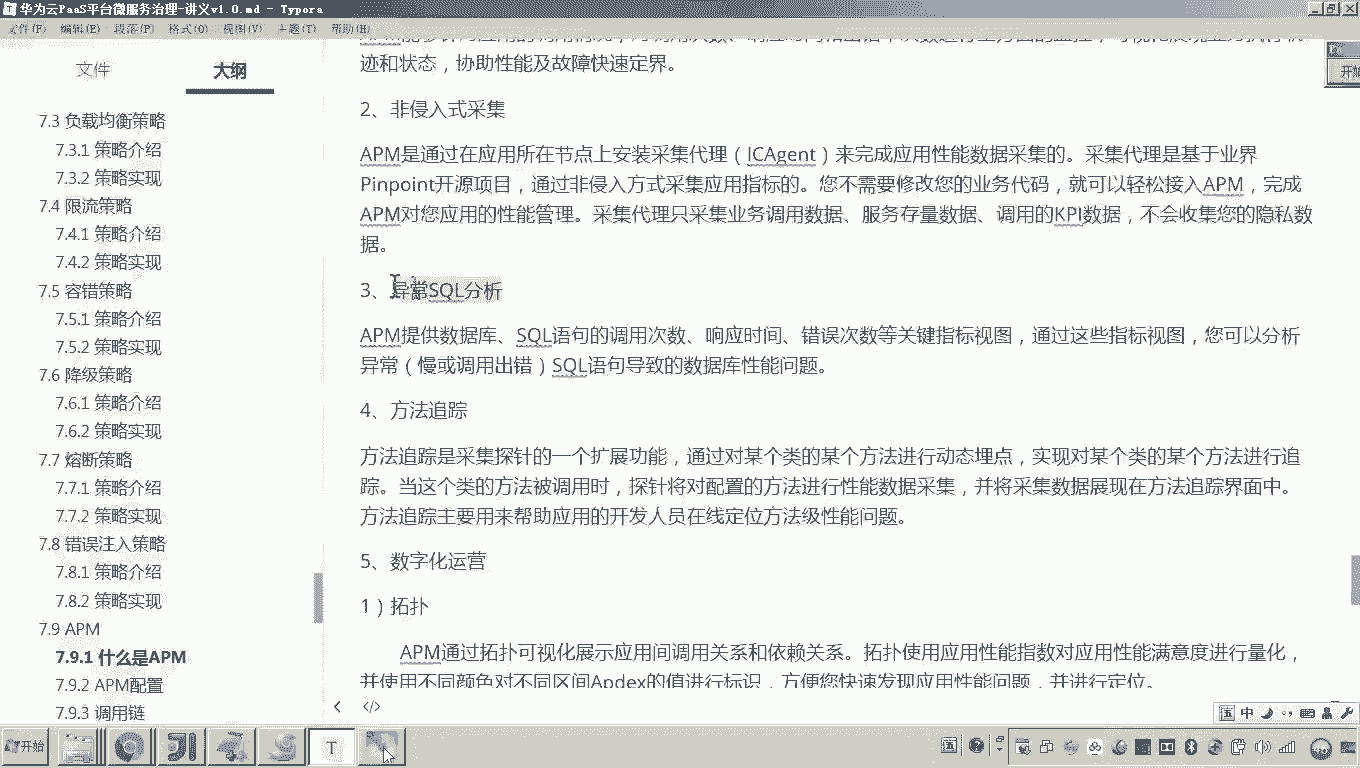 华为云PaaS平台微服务治理-讲义v1.0.md - Typora
文件(F) 编辑(E) 段落(P) 格式(O) 视图(V) 主题(T) 帮助(H)
文件 大纲
7.3 负载均衡策略
7.3.1 策略介绍
7.3.2 策略实现
7.4 限流策略
7.4.1 策略介绍
7.4.2 策略实现
7.5 容错策略
7.5.1 策略介绍
7.5.2 策略实现
7.6 降级策略
7.6.1 策略介绍
7.6.2 策略实现
7.7 熔断策略
7.7.1 策略介绍
7.7.2 策略实现
7.8 错误注入策略
7.8.1 策略介绍
7.8.2 策略实现
7.9 APM
7.9.1 什么是APM
7.9.2 APM配置
7.9.3 调用链
迹和状态，协助性能及故障快速定界。
2、非侵入式采集
APM是通过在应用所在节点上安装采集代理（ICAgent）来完成应用性能数据采集的。采集代理是基于业界
Pinpoint开源项目，通过非侵入方式采集应用指标的。您不需要修改您的业务代码，就可以轻松接入APM，完成
APM对您应用的性能管理。采集代理只采集业务调用数据、服务存量数据、调用的KPI数据，不会收集您的隐私数
据。
3、异常SQL分析
APM提供数据库、SQL语句的调用次数、响应时间、错误次数等关键指标视图，通过这些指标视图，您可以分析
异常（慢或调用出错）SQL语句导致的数据库性能问题。
4、方法追踪
方法追踪是采集探针的一个扩展功能，通过对某个类的某个方法进行动态埋点，实现对某个类的某个方法进行追
踪。当这个类的方法被调用时，探针将对配置的方法进行性能数据采集，并将采集数据展现在方法追踪界面中。
方法追踪主要用来帮助应用的开发人员在线定位方法级性能问题。
5、数字化运营
1）拓扑
APM通过拓扑可视化展示应用间调用关系和依赖关系。拓扑使用应用性能指数对应用性能满意度进行量化，
并使用不同颜色对不同区间Apdex的值进行标识，方便您快速发现应用性能问题，并进行定位。
</> 
开始
中
开始